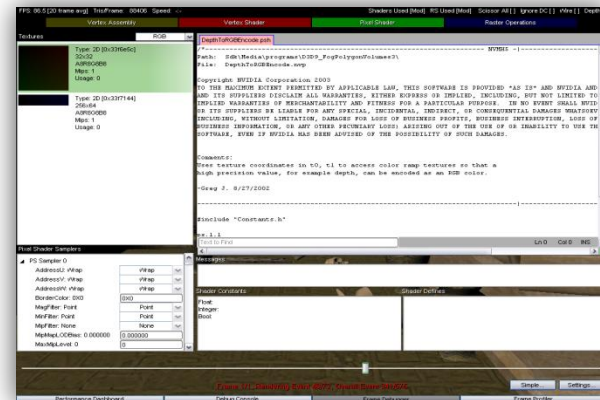 FPS: 86.5[20 frame avg] Tris/Frame: 88406 Speed: <-
Shaders Used [Mod] RS Used [Mod] Scissor All [ ] Ignore DC [ ] Wire [ ] Depth
Vertex Assembly Vertex Shader Pixel Shader Raster Operations
Textures RGB
Type: 2D [0x33f6e5c]
32x32
A8R8G8B8
Mips: 1
Usage: 0
Type: 2D [0x33f7144]
256x64
A8R8G8B8
Mips: 1
Usage: 0
DepthToRGBEncode.psh
/*---------- NVMHS -|----------
Path: Sdk\Media\programs\D3D9_FogPolygonVolumes3\
File: DepthToRGBEncode.nvp
Copyright NVIDIA Corporation 2003
TO THE MAXIMUM EXTENT PERMITTED BY APPLICABLE LAW, THIS SOFTWARE IS PROVIDED *AS IS* AND NVIDIA AND
AND ITS SUPPLIERS DISCLAIM ALL WARRANTIES, EITHER EXPRESS OR IMPLIED, INCLUDING, BUT NOT LIMITED TO
IMPLIED WARRANTIES OF MERCHANTABILITY AND FITNESS FOR A PARTICULAR PURPOSE. IN NO EVENT SHALL NVID
OR ITS SUPPLIERS BE LIABLE FOR ANY SPECIAL, INCIDENTAL, INDIRECT, OR CONSEQUENTIAL DAMAGES WHATSOEV
INCLUDING, WITHOUT LIMITATION, DAMAGES FOR LOSS OF BUSINESS PROFITS, BUSINESS INTERRUPTION, LOSS OF
BUSINESS INFORMATION, OR ANY OTHER PECUNIARY LOSS) ARISING OUT OF THE USE OF OR INABILITY TO USE TH
SOFTWARE, EVEN IF NVIDIA HAS BEEN ADVISED OF THE POSSIBILITY OF SUCH DAMAGES.
Comments:
Uses texture coordinates in t0, t1 to access color ramp textures so that a
high precision value, for example depth, can be encoded as an RGB color.
-Greg J. 8/27/2002
#include "Constants.h"
ps.1.1
Text to Find Ln 0 Col 0 INS
Pixel Shader Samplers
PS Sampler 0
AddressU: Wrap Wrap
AddressV: Wrap Wrap
AddressW: Wrap Wrap
BorderColor: 0X0 0X0
MagFilter: Point Point
MinFilter: Point Point
MipFilter: None None
MipMapLODBias: 0.000000 0.000000
MaxMipLevel: 0 0
Messages
Shader Constants
Float
Integer
Bool
Shader Defines
Simple... Settings...
Performance Dashboard Debug Console Frame Debugger Frame Profiler